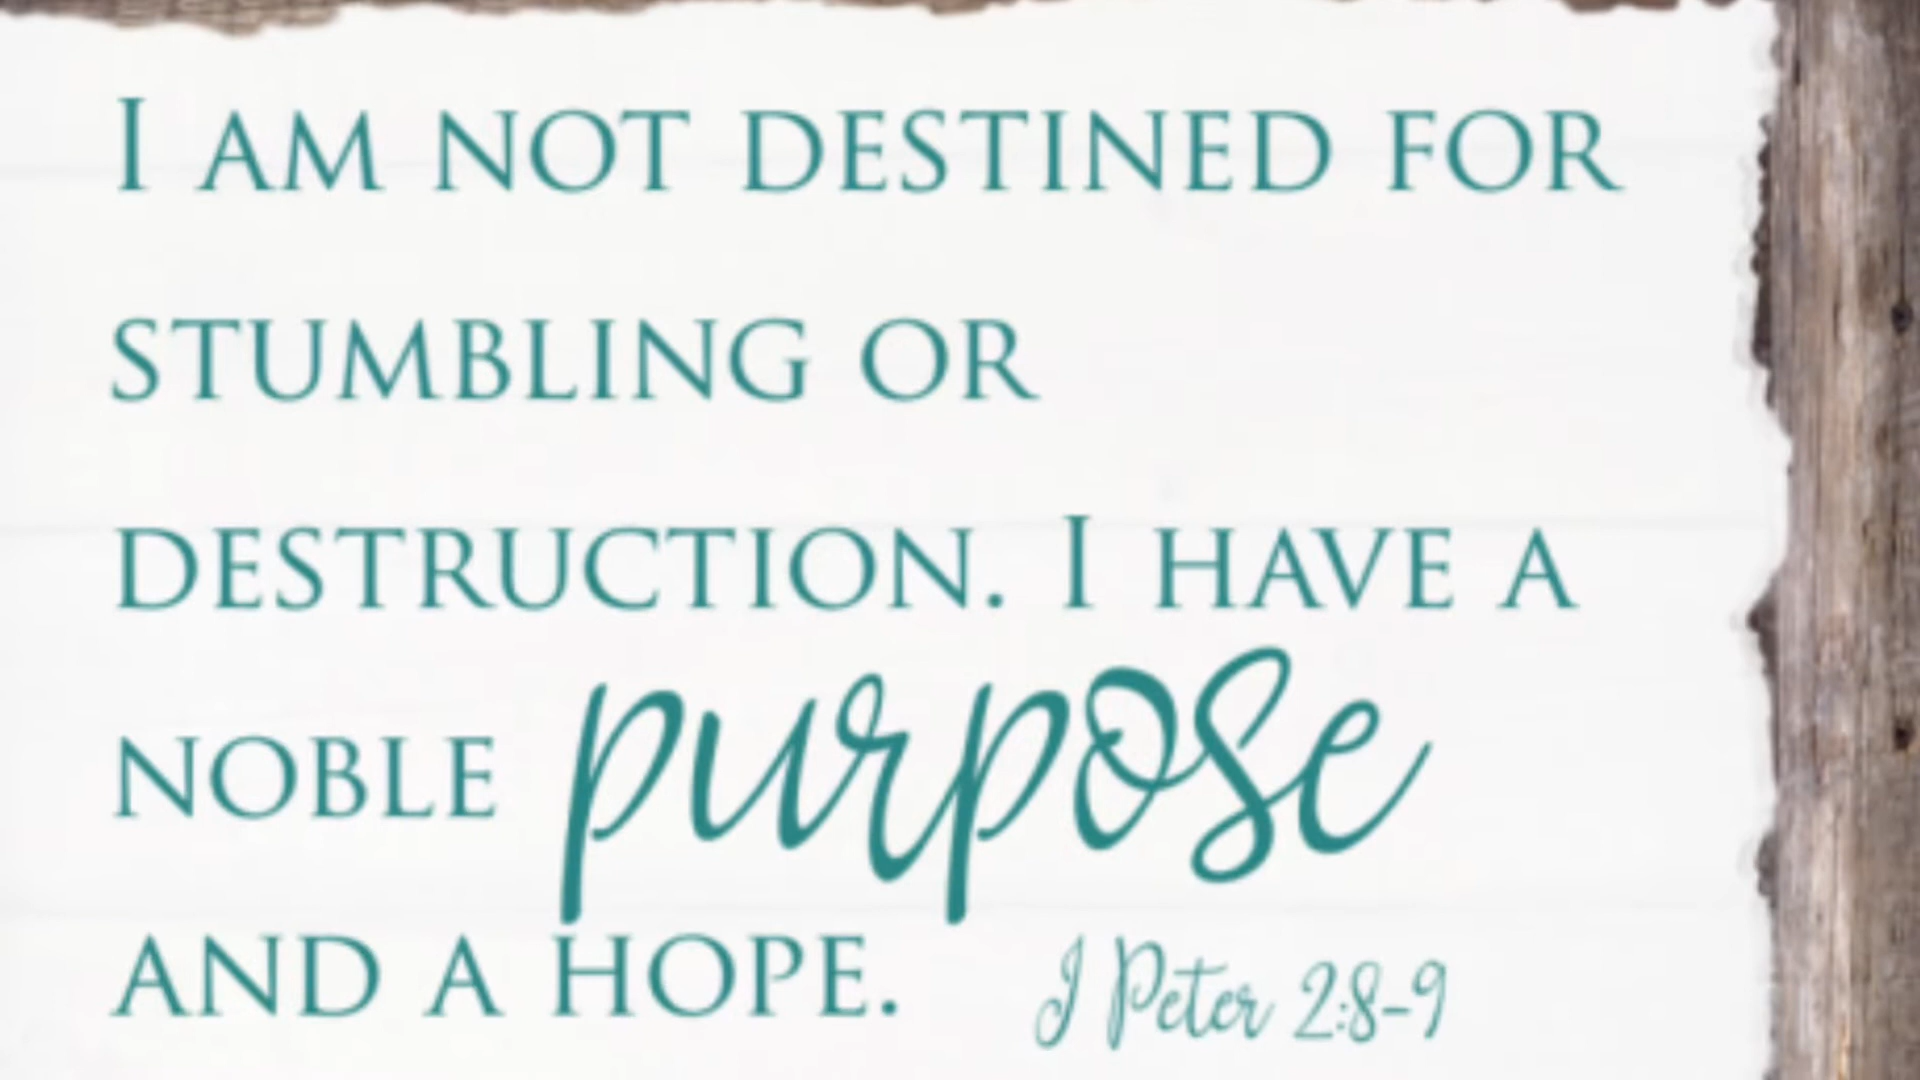 I AM NOT DESTINED FOR
STUMBLING OR
DESTRUCTION. I HAVE A
NOBLE purpose
AND A HOPE. I Peter 2:8-9